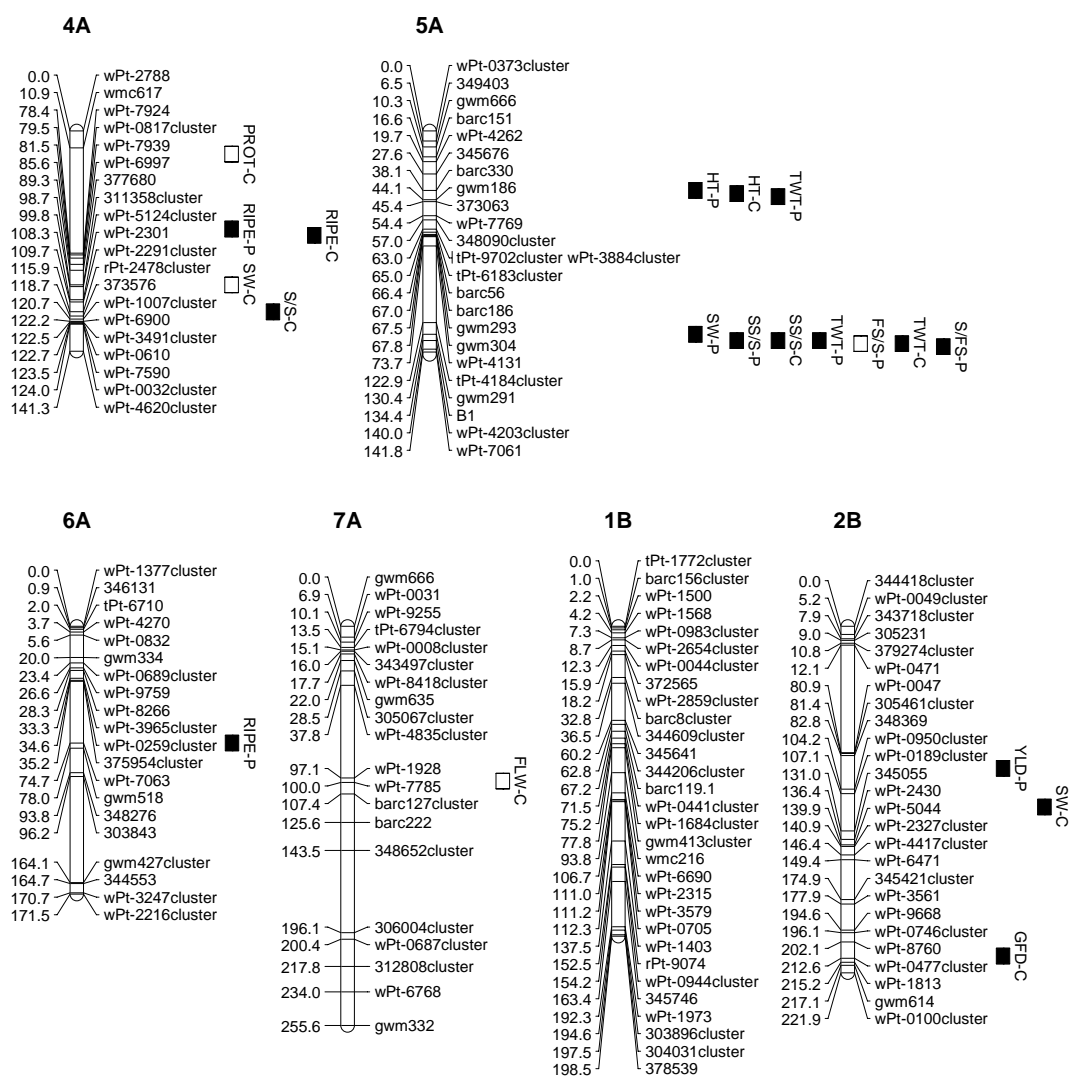 4A
0.0 wPt-2788
10.9 wmc617
78.4 wPt-7924
79.5 wPt-0817cluster
81.5 wPt-7939
85.6 wPt-6997
89.3 377680
98.7 311358cluster
99.8 wPt-5124cluster
108.3 wPt-2301
109.7 wPt-2291cluster
115.9 rPt-2478cluster
118.7 373576
120.7 wPt-1007cluster
122.2 wPt-6900
122.5 wPt-3491cluster
122.7 wPt-0610
123.5 wPt-7590
124.0 wPt-0032cluster
141.3 wPt-4620cluster
PROT-C
RIPE-P
SW-C
S/S-C
RIPE-C
5A
0.0 wPt-0373cluster
6.5 349403
10.3 gwm666
16.6 barc151
19.7 wPt-4262
27.6 345676
38.1 barc330
44.1 gwm186
45.4 373063
54.4 wPt-7769
57.0 348090cluster
63.0 tPt-9702cluster wPt-3884cluster
65.0 tPt-6183cluster
66.4 barc56
67.0 barc186
67.5 gwm293
67.8 gwm304
73.7 wPt-4131
122.9 tPt-4184cluster
130.4 gwm291
134.4 B1
140.0 wPt-4203cluster
141.8 wPt-7061
HT-P
HT-C
TWT-P
SW-P
SS/S-P
SS/S-C
TWT-P
FS/S-P
TWT-C
S/FS-P
6A
0.0 wPt-1377cluster
0.9 346131
2.0 tPt-6710
3.7 wPt-4270
5.6 wPt-0832
20.0 gwm334
23.4 wPt-0689cluster
26.6 wPt-9759
28.3 wPt-8266
33.3 wPt-3965cluster
34.6 wPt-0259cluster
35.2 375954cluster
74.7 wPt-7063
78.0 gwm518
93.8 348276
96.2 303843
164.1 gwm427cluster
164.7 344553
170.7 wPt-3247cluster
171.5 wPt-2216cluster
RIPE-P
7A
0.0 gwm666
6.9 wPt-0031
10.1 wPt-9255
13.5 tPt-6794cluster
15.1 wPt-0008cluster
16.0 343497cluster
17.7 wPt-8418cluster
22.0 gwm635
28.5 305067cluster
37.8 wPt-4835cluster
97.1 wPt-1928
100.0 wPt-7785
107.4 barc127cluster
125.6 barc222
143.5 348652cluster
196.1 306004cluster
200.4 wPt-0687cluster
217.8 312808cluster
234.0 wPt-6768
255.6 gwm332
FLW-C
1B
0.0 tPt-1772cluster
1.0 barc156cluster
2.2 wPt-1500
4.2 wPt-1568
7.3 wPt-0983cluster
8.7 wPt-2654cluster
12.3 wPt-0044cluster
15.9 372565
18.2 wPt-2859cluster
32.8 barc8cluster
36.5 344609cluster
60.2 345641
62.8 344206cluster
67.2 barc119.1
71.5 wPt-0441cluster
75.2 wPt-1684cluster
77.8 gwm413cluster
93.8 wmc216
106.7 wPt-6690
111.0 wPt-2315
111.2 wPt-3579
112.3 wPt-0705
137.5 wPt-1403
152.5 rPt-9074
154.2 wPt-0944cluster
163.4 345746
192.3 wPt-1973
194.6 303896cluster
197.5 304031cluster
198.5 378539
2B
0.0 344418cluster
5.2 wPt-0049cluster
7.9 343718cluster
9.0 305231
10.8 379274cluster
12.1 wPt-0471
80.9 wPt-0047
81.4 305461cluster
82.8 348369
104.2 wPt-0950cluster
107.1 wPt-0189cluster
131.0 345055
136.4 wPt-2430
139.9 wPt-5044
140.9 wPt-2327cluster
146.4 wPt-4417cluster
149.4 wPt-6471
174.9 345421cluster
177.9 wPt-3561
194.6 wPt-9668
196.1 wPt-0746cluster
202.1 wPt-8760
212.6 wPt-0477cluster
215.2 wPt-1813
217.1 gwm614
221.9 wPt-0100cluster
YLD-P
SW-C
GFD-C